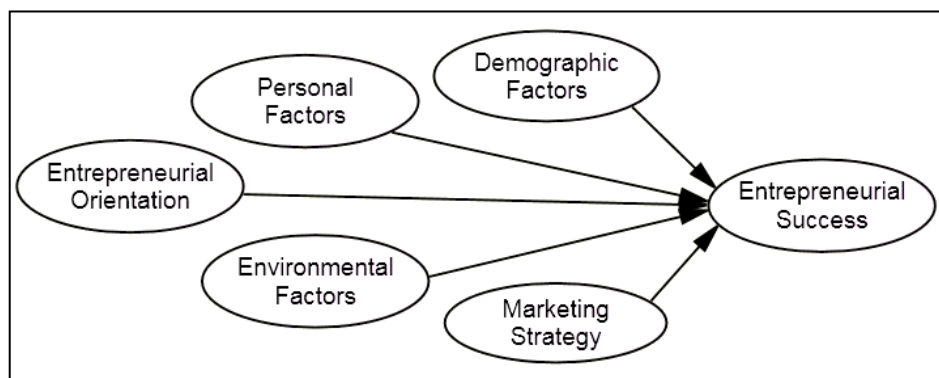 Demographic
Factors
Personal
Factors
Entrepreneurial
Orientation
Entrepreneurial
Success
Environmental
Factors
Marketing
Strategy